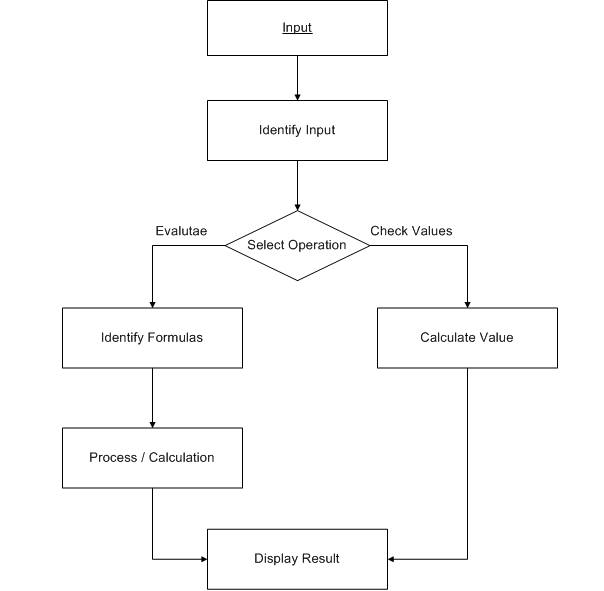 Input
Identify Input
Evalutae
Check Values
Select Operation
Identify Formulas
Calculate Value
Process / Calculation
Display Result